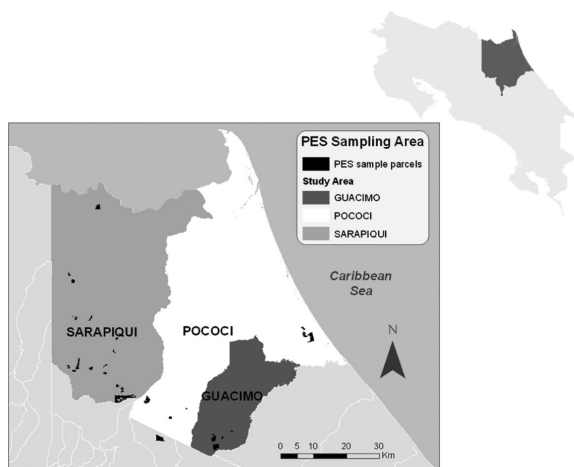 PES Sampling Area
PES sample parcels
Study Area
GUACIMO
POCOCI
SARAPIQUI
Caribbean
Sea
N
SARAPIQUI
POCOCI
GUACIMO
0 5 10 20 30
Km